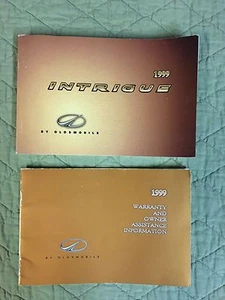 1999
INTRIGUE
BY OLDSMOBILE
1999
WARRANTY
AND
OWNER
ASSISTANCE
INFORMATION
BY OLDSMOBILE